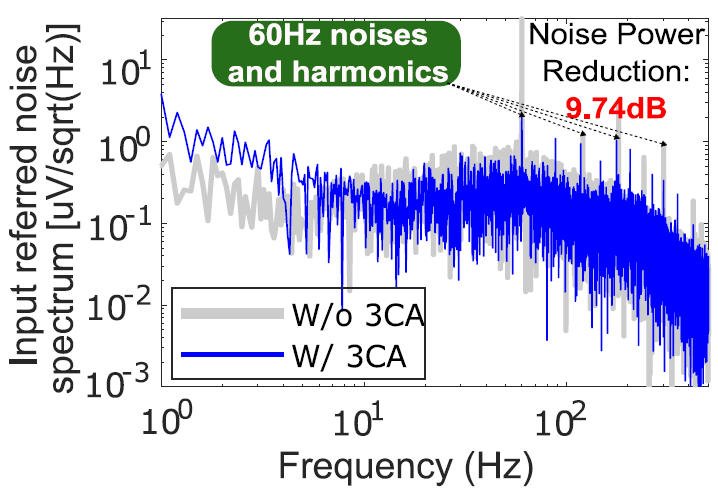 60Hz noises
and harmonics
Noise Power
Reduction:
9.74dB
Input referred noise
spectrum [uV/sqrt(Hz)]
10^1
10^0
10^-1
10^-2
10^-3
W/o 3CA
W/ 3CA
10^0
10^1
10^2
Frequency (Hz)